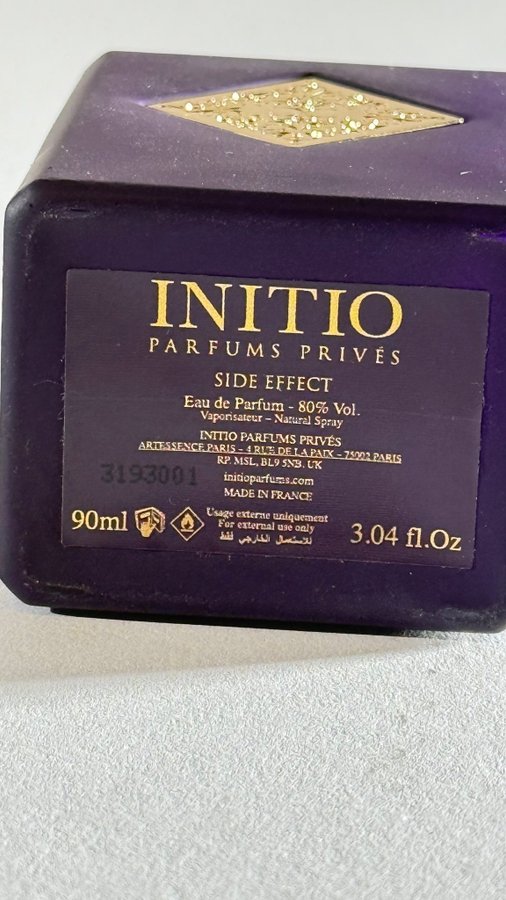 INITIO
PARFUMS PRIVÉS
SIDE EFFECT
Eau de Parfum - 80% Vol.
Vaporisateur – Natural Spray
INITIO PARFUMS PRIVÉS
ARTESSENCE PARIS - 4 RUE DE LA PAIX - 75002 PARIS
RP. MSL, BL9 5NB. UK
3193001
initioparfums.com
MADE IN FRANCE
90ml
Usage externe uniquement
For external use only
للاستعمال الخارجي فقط
3.04 fl.Oz